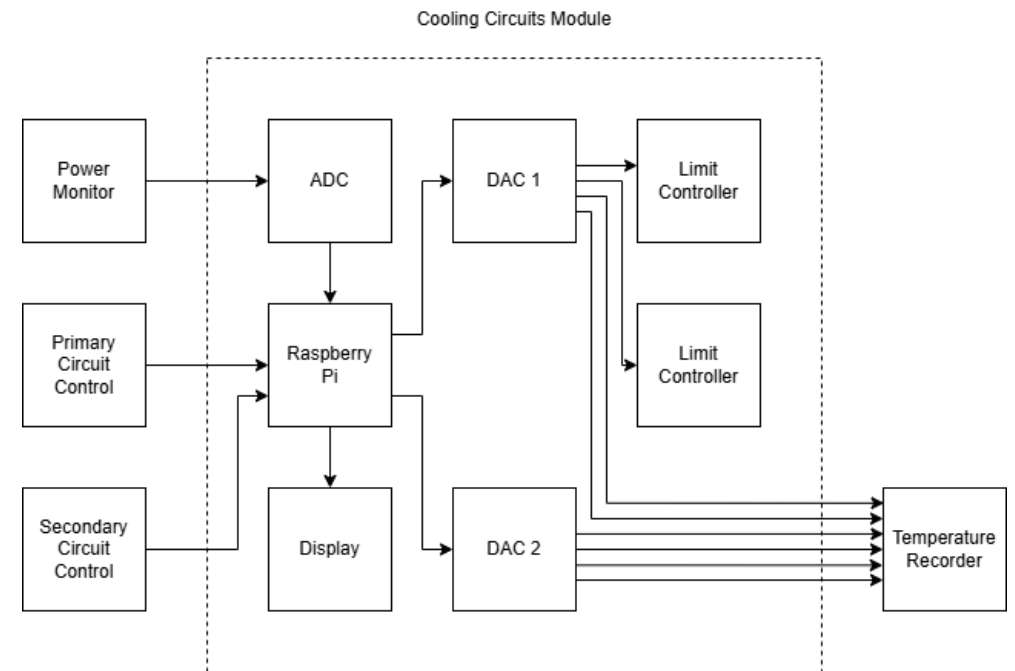 Cooling Circuits Module
Power
Monitor
ADC
DAC 1
Limit
Controller
Primary
Circuit
Control
Raspberry
Pi
Limit
Controller
Secondary
Circuit
Control
Display
DAC 2
Temperature
Recorder